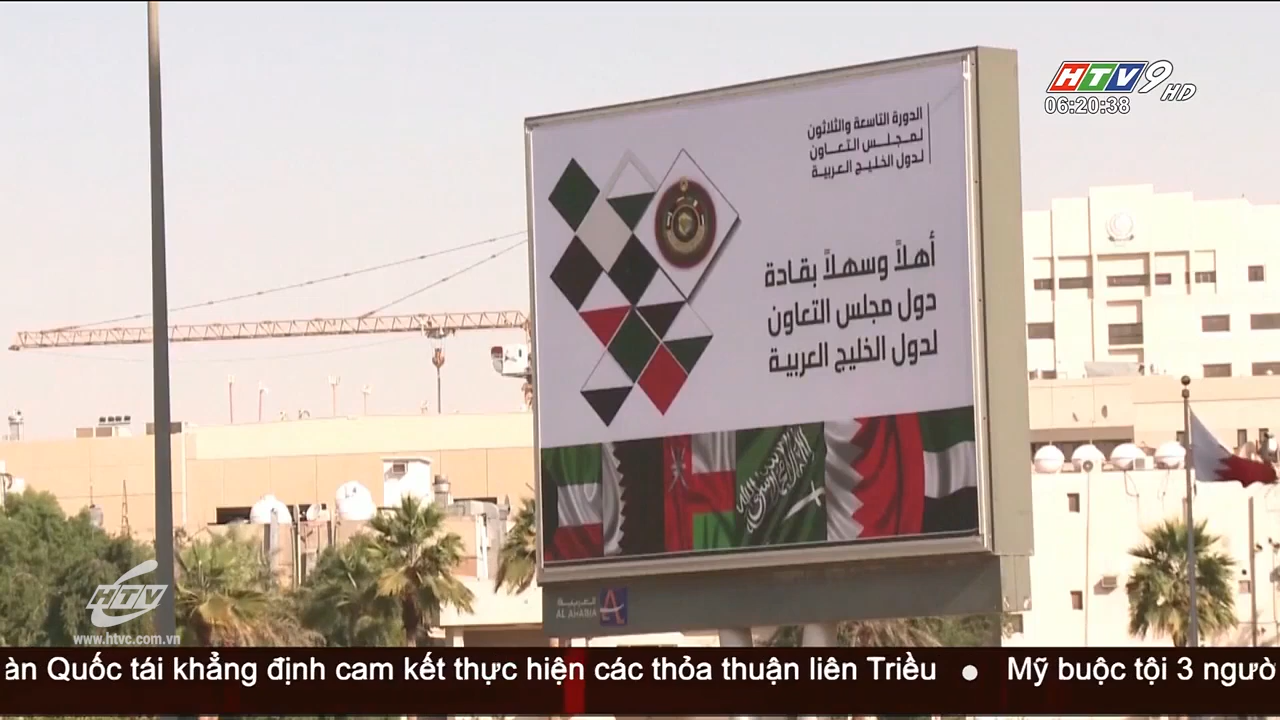 HTV9 HD
06:20:38
الدورة التاسعة والثلاثون
لمجلس التعاون
لدول الخليج العربية
أهلاً وسهلاً بقادة
دول مجلس التعاون
لدول الخليج العربية
العربية
AL ARABIA
HTV
www.htvc.com.vn
àn Quốc tái khẳng định cam kết thực hiện các thỏa thuận liên Triều ● Mỹ buộc tội 3 ngườ